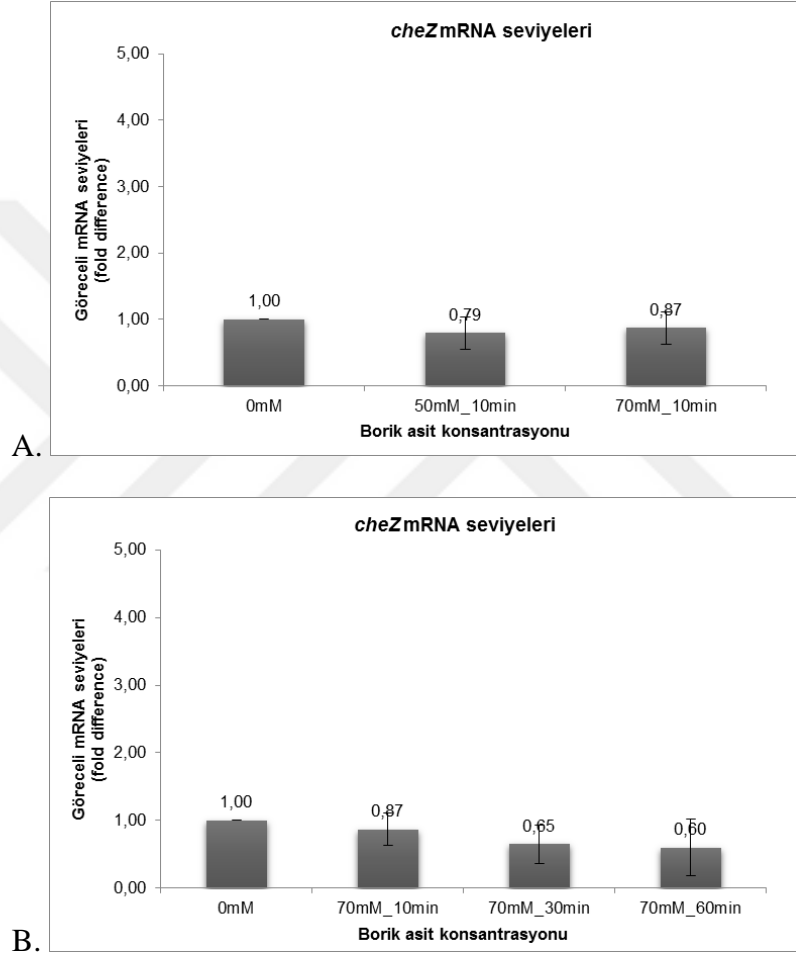 cheZ mRNA seviyeleri
Göreceli mRNA seviyeleri
(fold difference)
5,00
4,00
3,00
2,00
1,00
0,00
1,00
0,79
0,87
0mM
50mM_10min
70mM_10min
Borik asit konsantrasyonu
A.
cheZ mRNA seviyeleri
Göreceli mRNA seviyeleri
(fold difference)
5,00
4,00
3,00
2,00
1,00
0,00
1,00
0,87
0,65
0,60
0mM
70mM_10min
70mM_30min
70mM_60min
Borik asit konsantrasyonu
B.